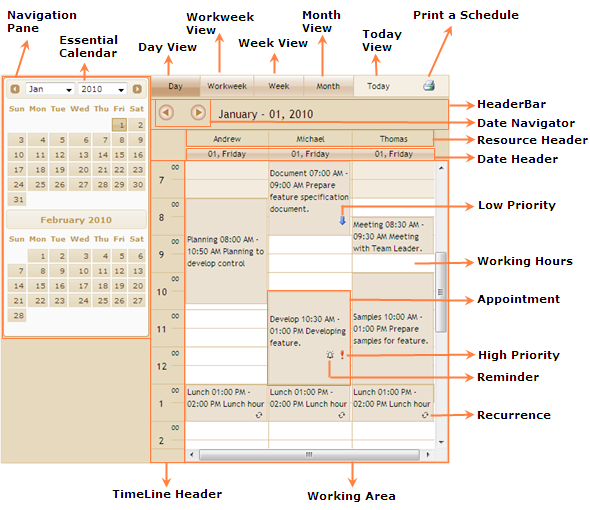 Navigation Pane
Essential Calendar
Day View
Workweek View
Week View
Month View
Today View
Print a Schedule
Jan 2010
Day Workweek Week Month Today
January - 01, 2010
HeaderBar
Date Navigator
Resource Header
Date Header
Low Priority
Working Hours
Appointment
High Priority
Reminder
Recurrence
Sun Mon Tue Wed Thu Fri Sat
1 2
3 4 5 6 7 8 9
10 11 12 13 14 15 16
17 18 19 20 21 22 23
24 25 26 27 28 29 30
31
February 2010
Sun Mon Tue Wed Thu Fri Sat
1 2 3 4 5 6
7 8 9 10 11 12 13
14 15 16 17 18 19 20
21 22 23 24 25 26 27
28
Andrew Michael Thomas
01, Friday 01, Friday 01, Friday
7 00
8 00
9 00
10 00
11 00
12 00
1 00
2 00
Planning 08:00 AM -
10:50 AM Planning to
develop control
Lunch 01:00 PM -
02:00 PM Lunch hour
Document 07:00 AM -
09:00 AM Prepare
feature specification
document.
Develop 10:30 AM -
01:00 PM Developing
feature.
Lunch 01:00 PM -
02:00 PM Lunch hour
Meeting 08:30 AM -
09:30 AM Meeting
with Team Leader.
Samples 10:00 AM -
01:00 PM Prepare
samples for feature.
Lunch 01:00 PM -
02:00 PM Lunch hour
TimeLine Header
Working Area